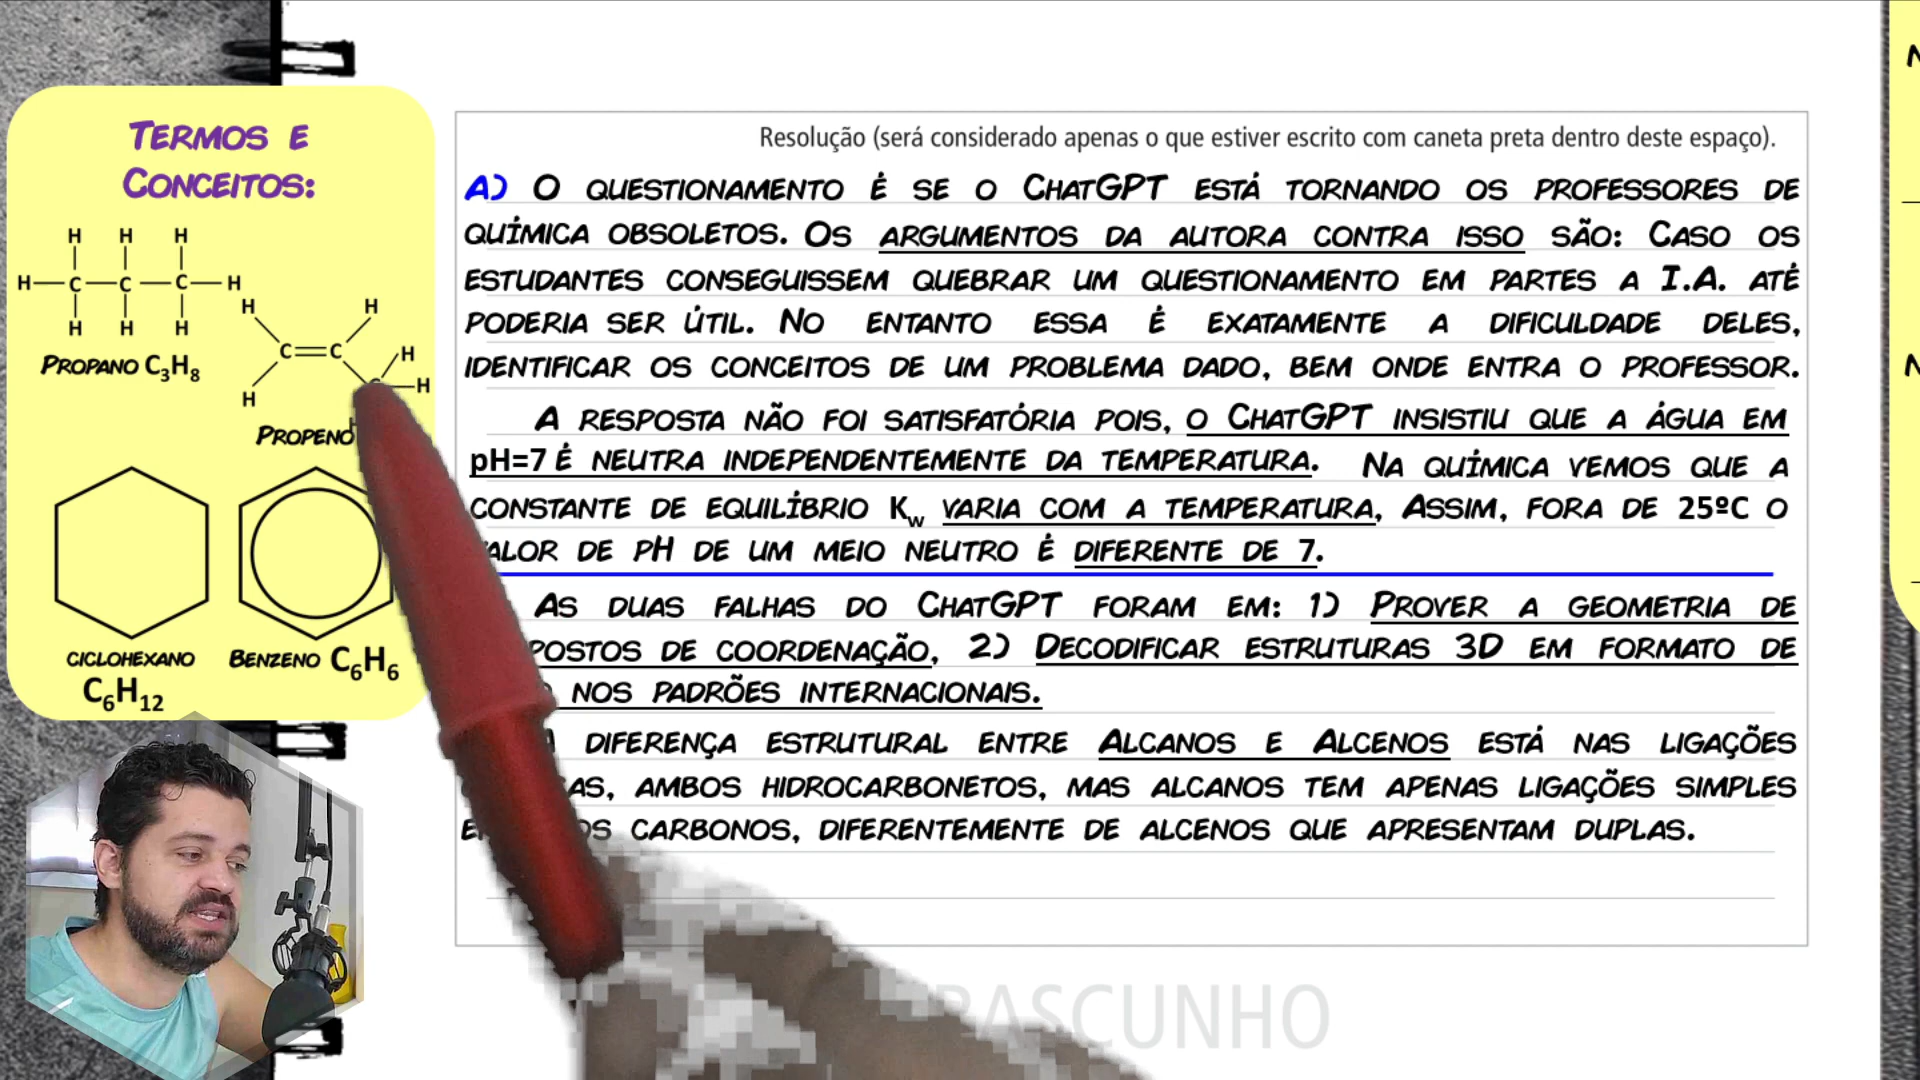 TERMOS E
CONCEITOS:
H H H
H C C C H
H H H
PROPANO C3H8
H H
C C
H H
H
PROPENO
CICLOHEXANO
C6H12
BENZENO C6H6
Resolução (será considerado apenas o que estiver escrito com caneta preta dentro deste espaço).
A) O QUESTIONAMENTO É SE O CHATGPT ESTÁ TORNANDO OS PROFESSORES DE
QUÍMICA OBSOLETOS. OS ARGUMENTOS DA AUTORA CONTRA ISSO SÃO: CASO OS
ESTUDANTES CONSEGUISSEM QUEBRAR UM QUESTIONAMENTO EM PARTES A I.A. ATÉ
PODERIA SER ÚTIL. NO ENTANTO ESSA É EXATAMENTE A DIFICULDADE DELES,
IDENTIFICAR OS CONCEITOS DE UM PROBLEMA DADO, BEM ONDE ENTRA O PROFESSOR.
A RESPOSTA NÃO FOI SATISFATÓRIA POIS, O CHATGPT INSISTIU QUE A ÁGUA EM
pH=7 É NEUTRA INDEPENDENTEMENTE DA TEMPERATURA. NA QUÍMICA VEMOS QUE A
CONSTANTE DE EQUILÍBRIO Kw VARIA COM A TEMPERATURA, ASSIM, FORA DE 25ºC O
ALOR DE PH DE UM MEIO NEUTRO É DIFERENTE DE 7.
AS DUAS FALHAS DO CHATGPT FORAM EM: 1) PROVER A GEOMETRIA DE
POSTOS DE COORDENAÇÃO, 2) DECODIFICAR ESTRUTURAS 3D EM FORMATO DE
NOS PADRÕES INTERNACIONAIS.
DIFERENÇA ESTRUTURAL ENTRE ALCANOS E ALCENOS ESTÁ NAS LIGAÇÕES
AS, AMBOS HIDROCARBONETOS, MAS ALCANOS TEM APENAS LIGAÇÕES SIMPLES
OS CARBONOS, DIFERENTEMENTE DE ALCENOS QUE APRESENTAM DUPLAS.
RASCUNHO